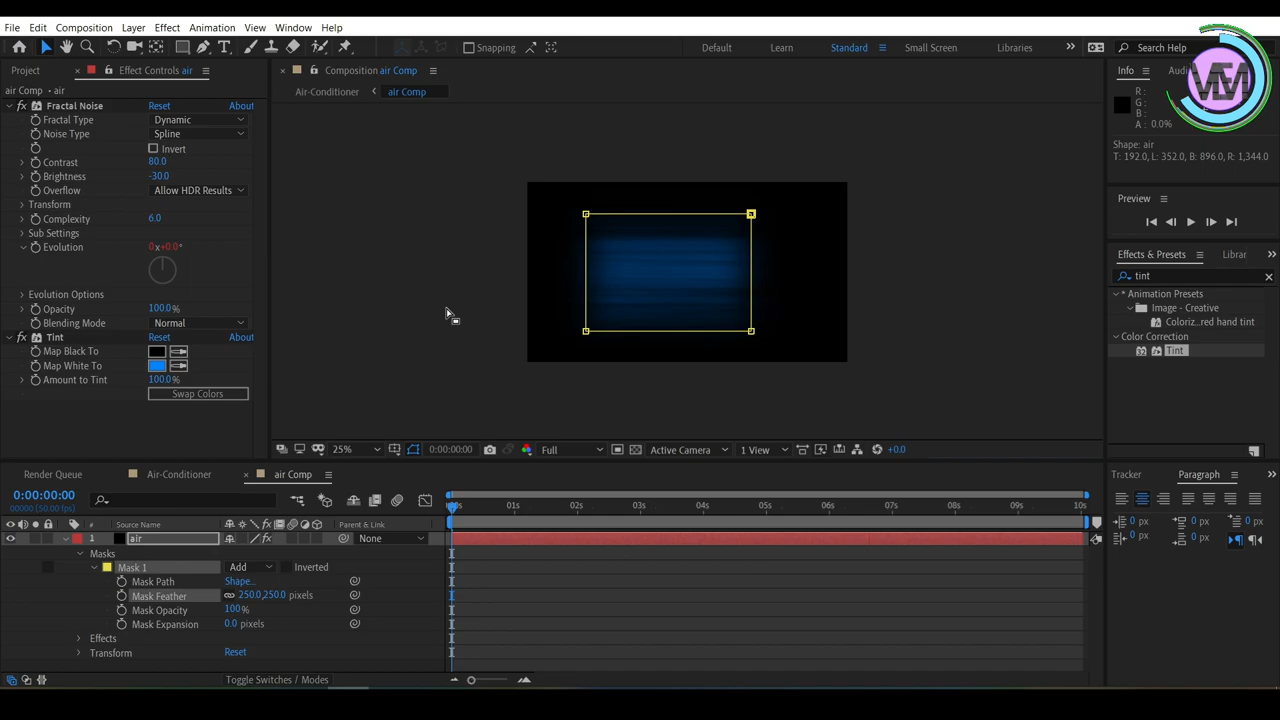 File Edit Composition Layer Effect Animation View Window Help
Snapping Default Learn Standard Small Screen Libraries Search Help
Project Effect Controls air Composition air Comp Info Audi
air Comp • air
Air-Conditioner air Comp
Fractal Noise Reset About
Fractal Type Dynamic
Noise Type Spline
Invert
Contrast 80.0
Brightness -30.0
Overflow Allow HDR Results
Transform
Complexity 6.0
Sub Settings
Evolution 0x+0.0°
Evolution Options
Opacity 100.0%
Blending Mode Normal
Tint Reset About
Map Black To
Map White To
Amount to Tint 100.0%
Swap Colors
R:
G:
B:
A: 0.0%
Shape: air
T: 192.0, L: 352.0, B: 896.0, R: 1,344.0
Preview
Effects & Presets Librar
tint
* Animation Presets
Image - Creative
Coloriz...red hand tint
Color Correction
32 Tint
25% 0:00:00:00 Full Active Camera 1 View +0.0
Render Queue Air-Conditioner air Comp
0:00:00:00
00000 (50.00 fps)
00s 01s 02s 03s 04s 05s 06s 07s 08s 09s 10s
# Source Name Parent & Link
1 air None
Masks
Mask 1 Add Inverted
Mask Path Shape...
Mask Feather 250.0,250.0 pixels
Mask Opacity 100%
Mask Expansion 0.0 pixels
Effects
Transform Reset
Toggle Switches / Modes
Tracker Paragraph
0 px 0 px 0 px
0 px 0 px